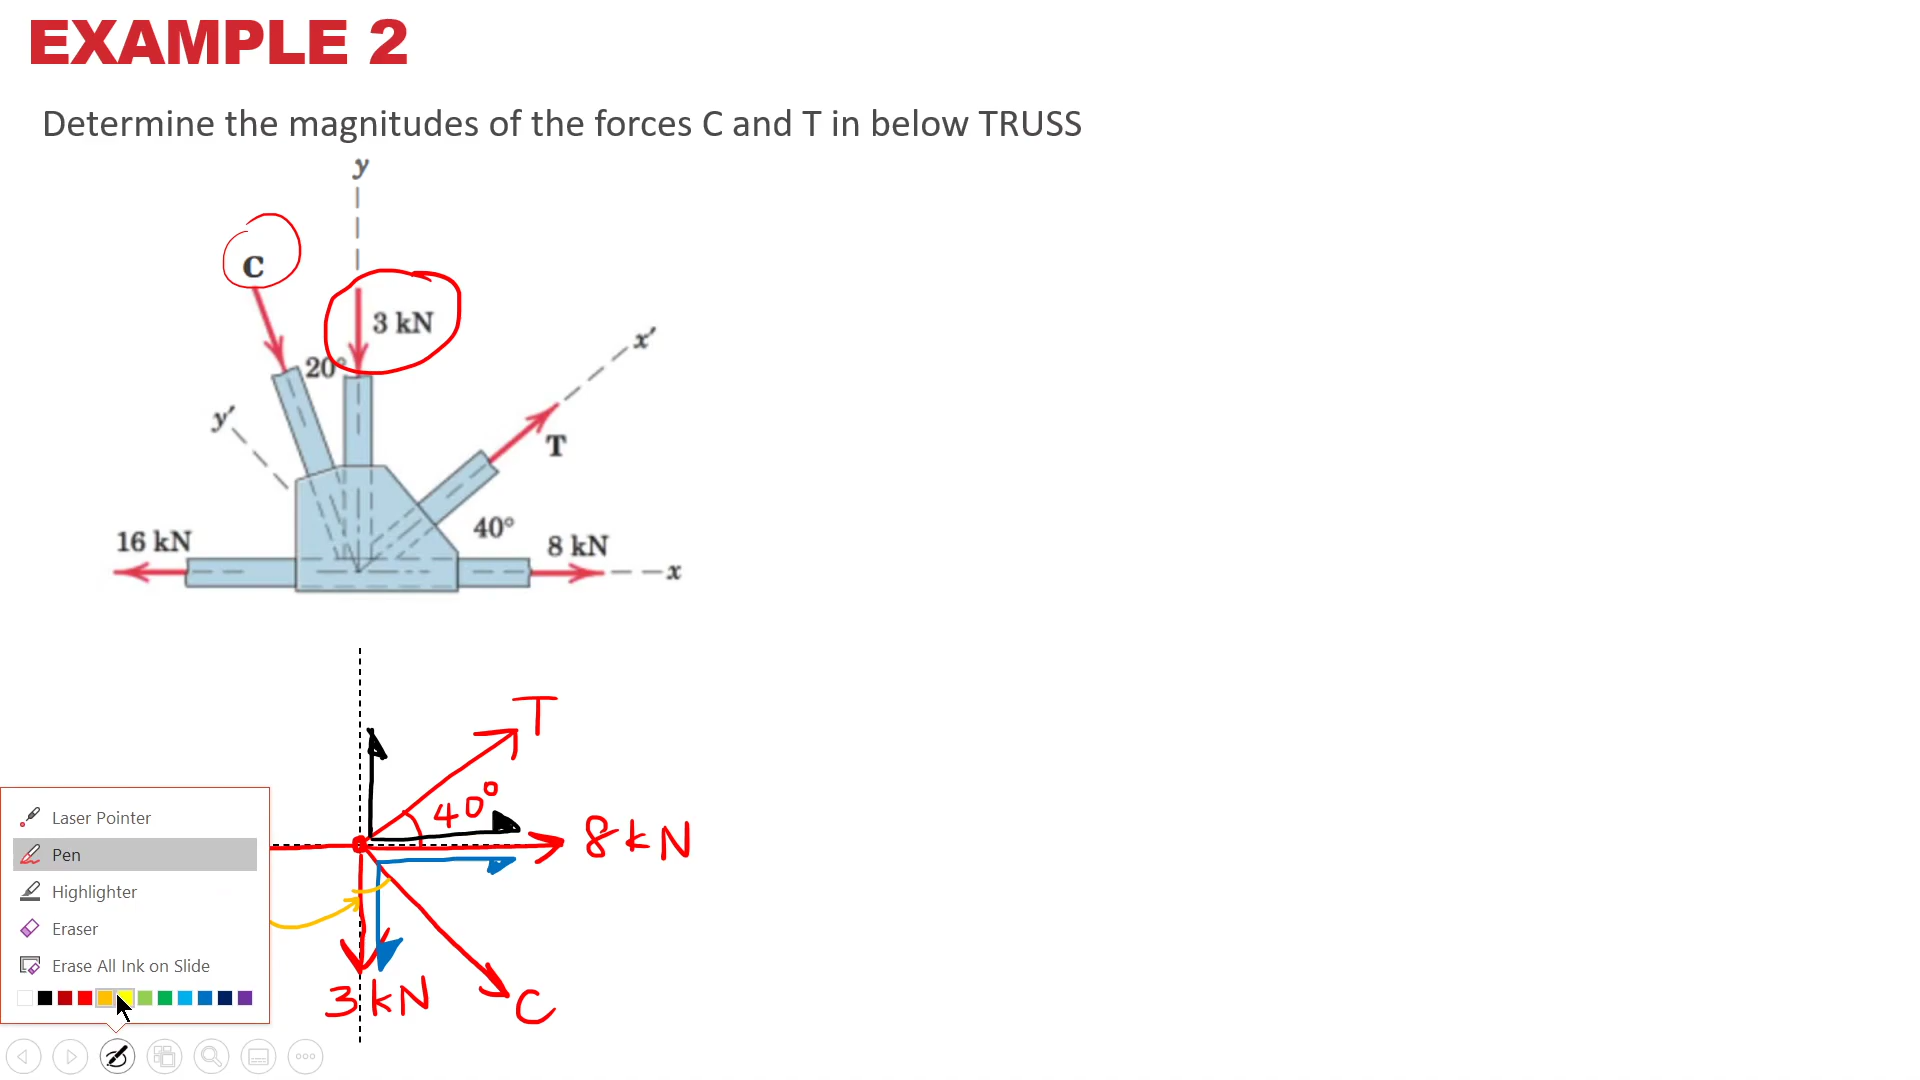 EXAMPLE 2
Determine the magnitudes of the forces C and T in below TRUSS
y
C
3 kN
x′
20°
y′
T
40°
16 kN
8 kN
x
T
40°
8kN
Laser Pointer
Pen
Highlighter
Eraser
Erase All Ink on Slide
3kN
C